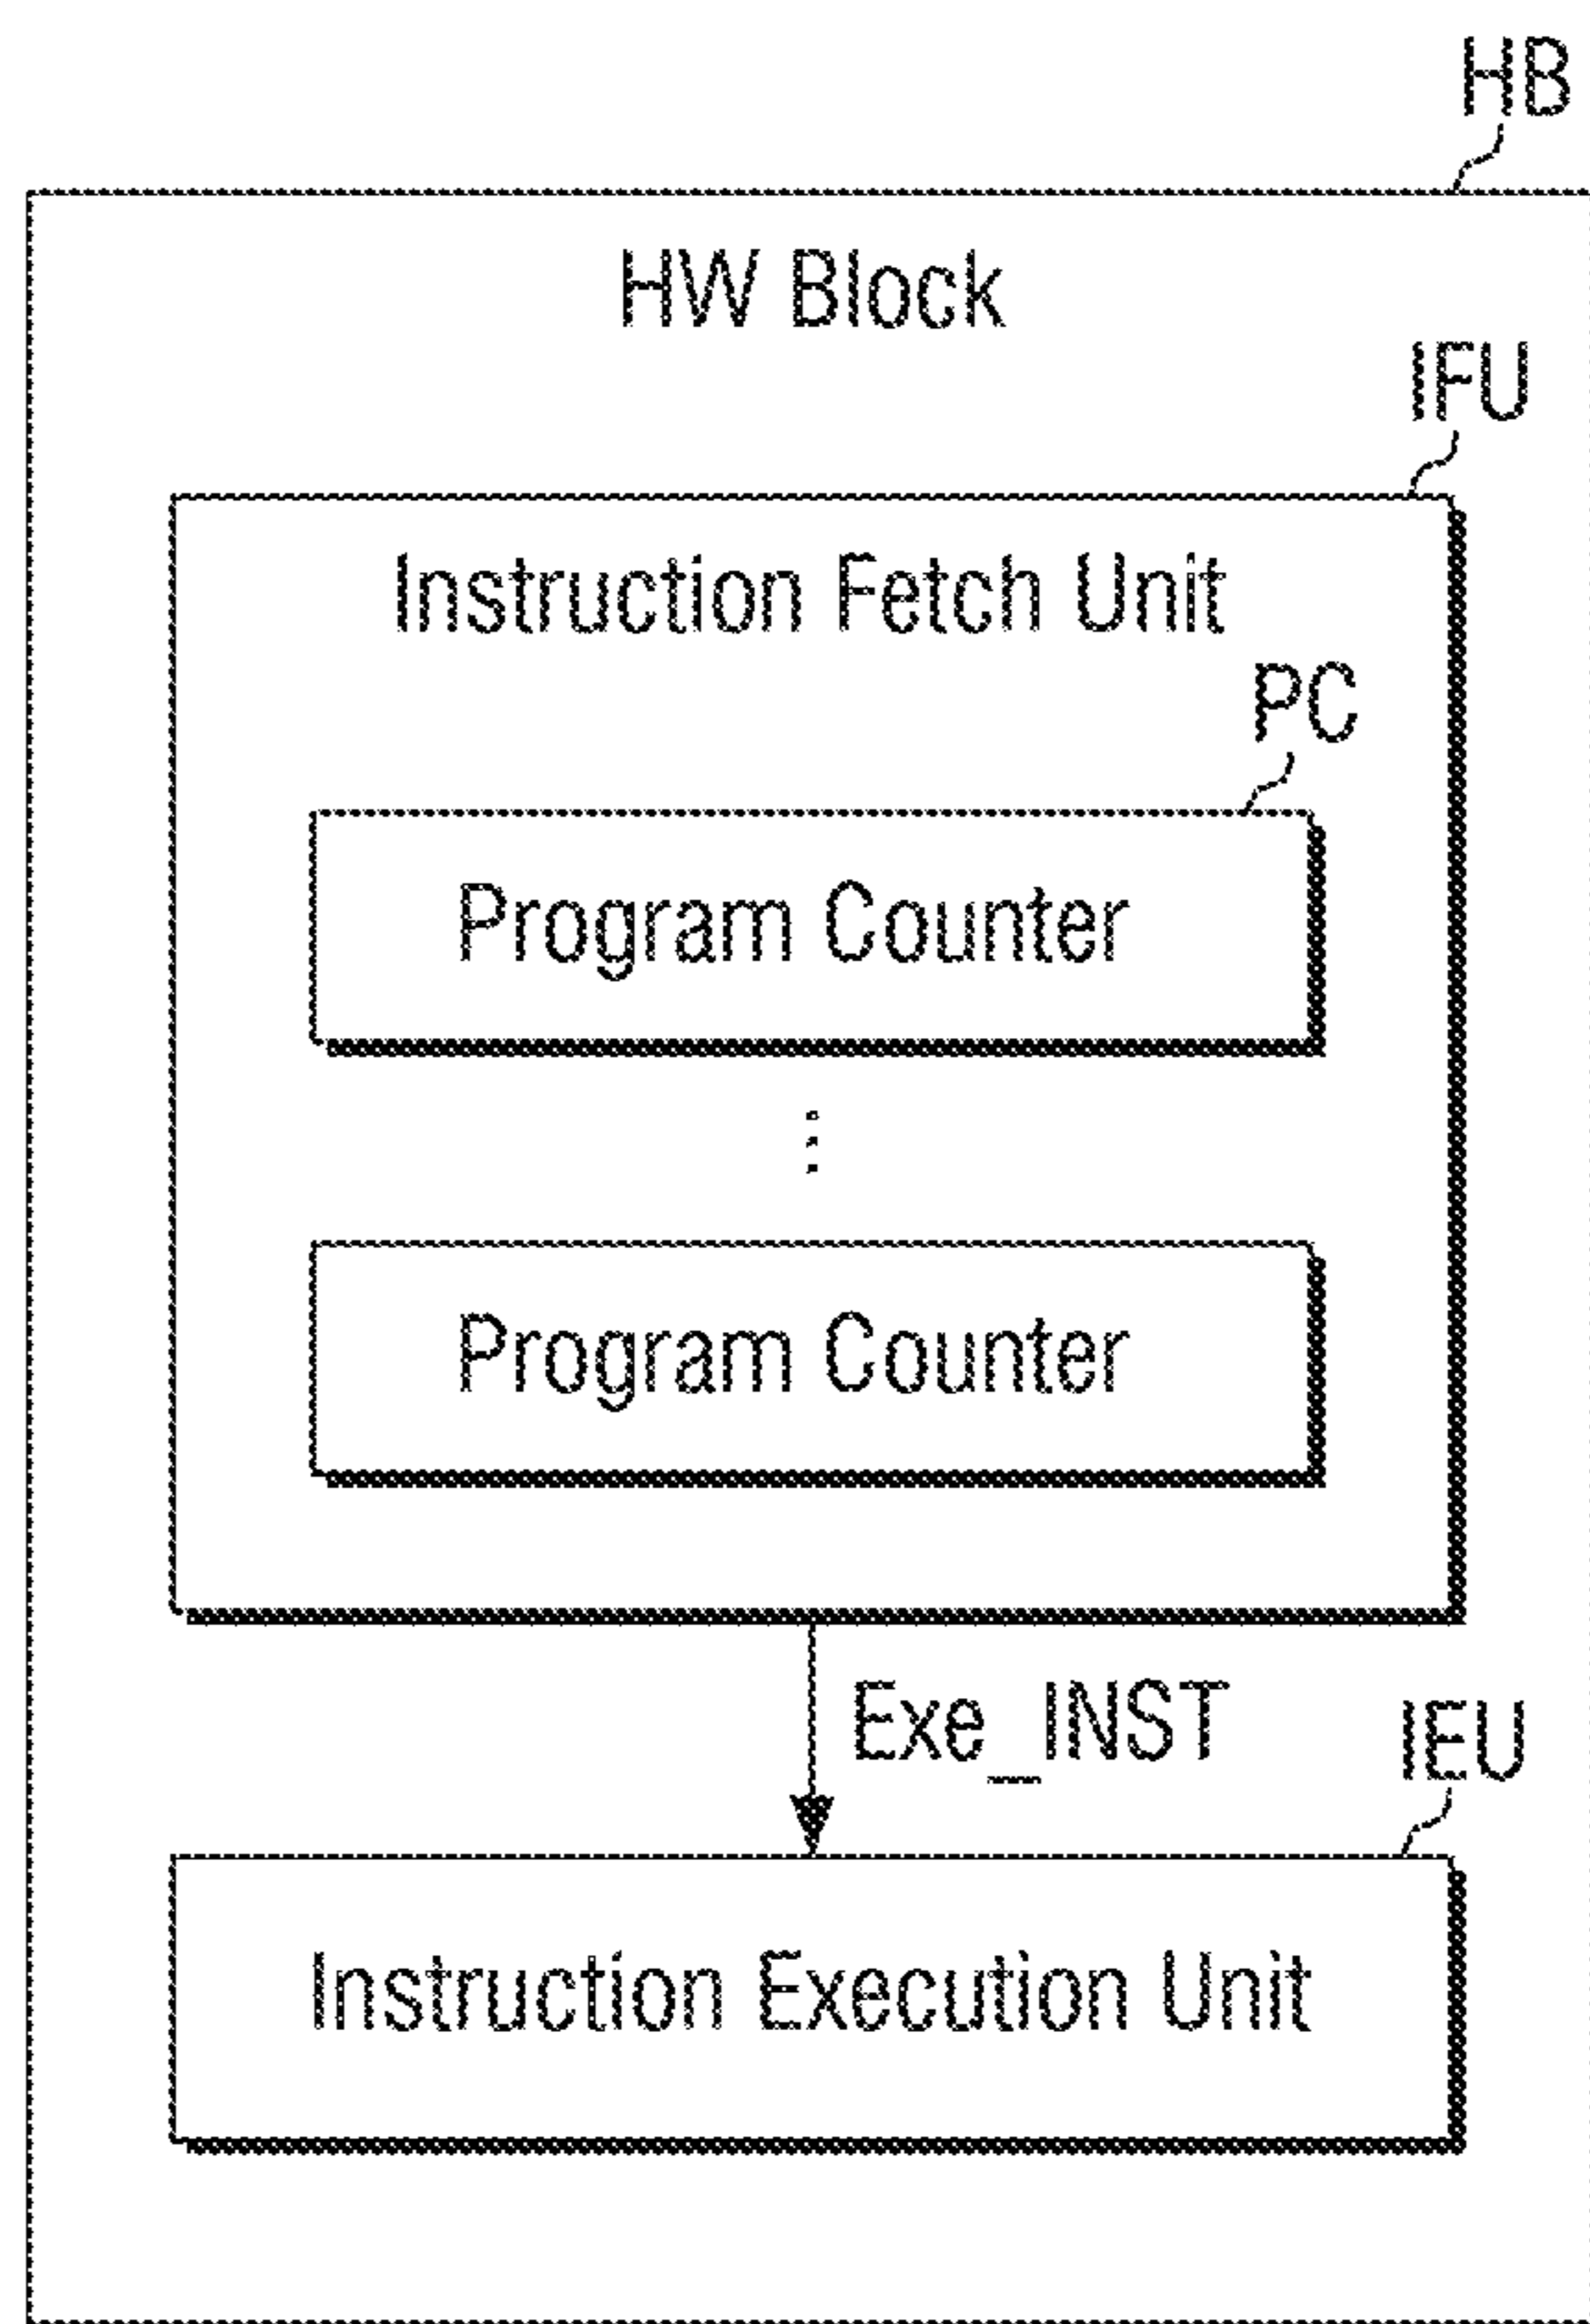 HB
HW Block
IFU
Instruction Fetch Unit
PC
Program Counter
⋮
Program Counter
Exe_INST
IEU
Instruction Execution Unit